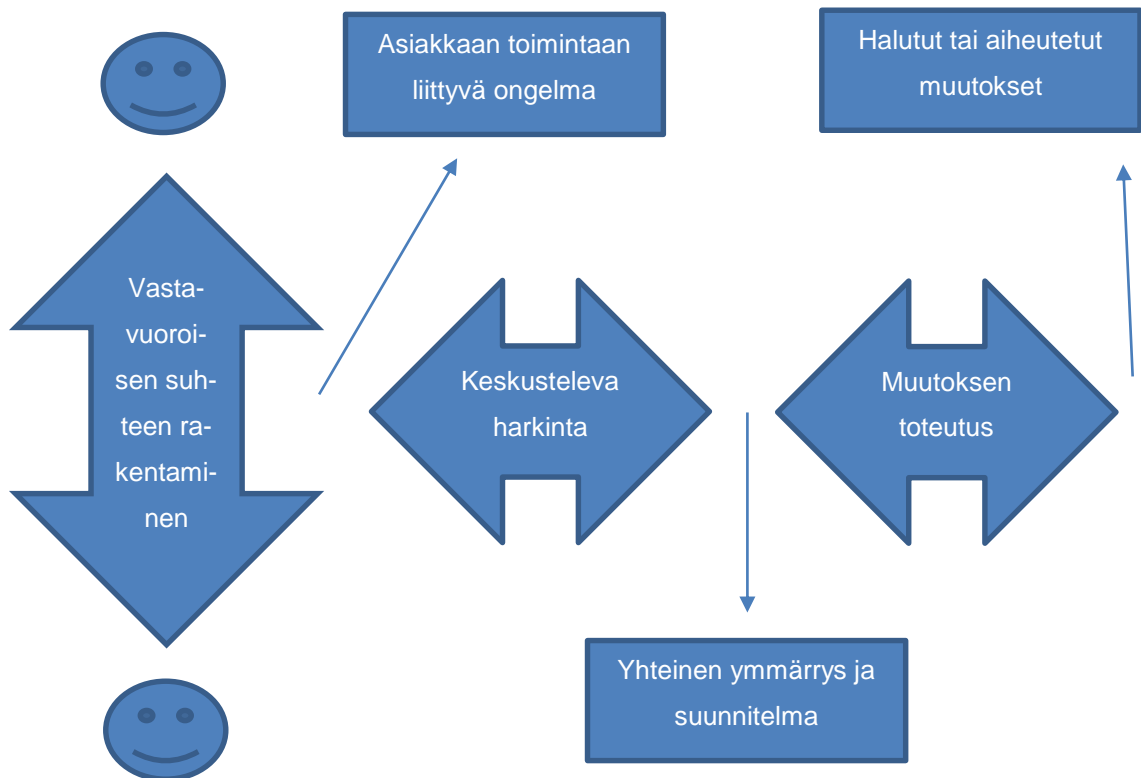 Asiakkaan toimintaan
liittyvä ongelma
Halutut tai aiheutetut
muutokset
Vasta-
vuoroi-
sen suh-
teen ra-
kentami-
nen
Keskusteleva
harkinta
Muutoksen
toteutus
Yhteinen ymmärrys ja
suunnitelma